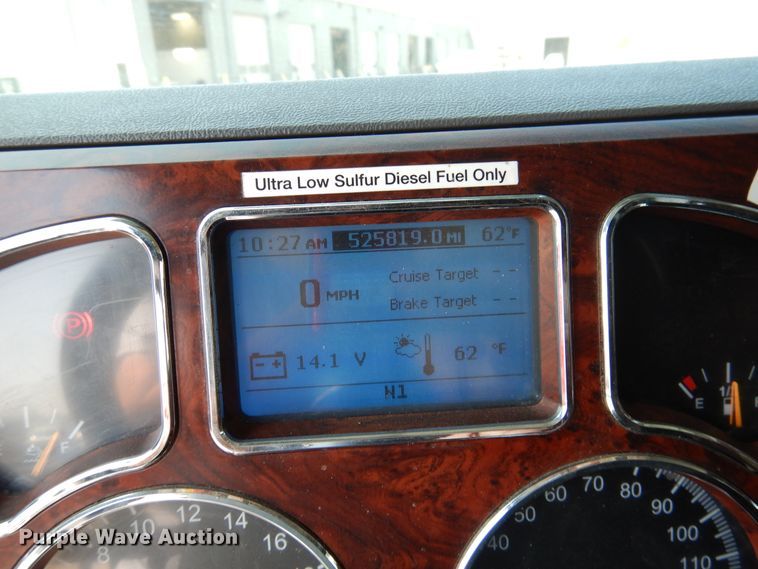 Ultra Low Sulfur Diesel Fuel Only
10:27 AM 525819.0 MI 62°F
0 MPH
Cruise Target - -
Brake Target - -
14.1 V
62 °F
N1
P
F
E 1/2
8 10 12 14 16
40 50 60 70 80 90 100 110
Purple Wave Auction